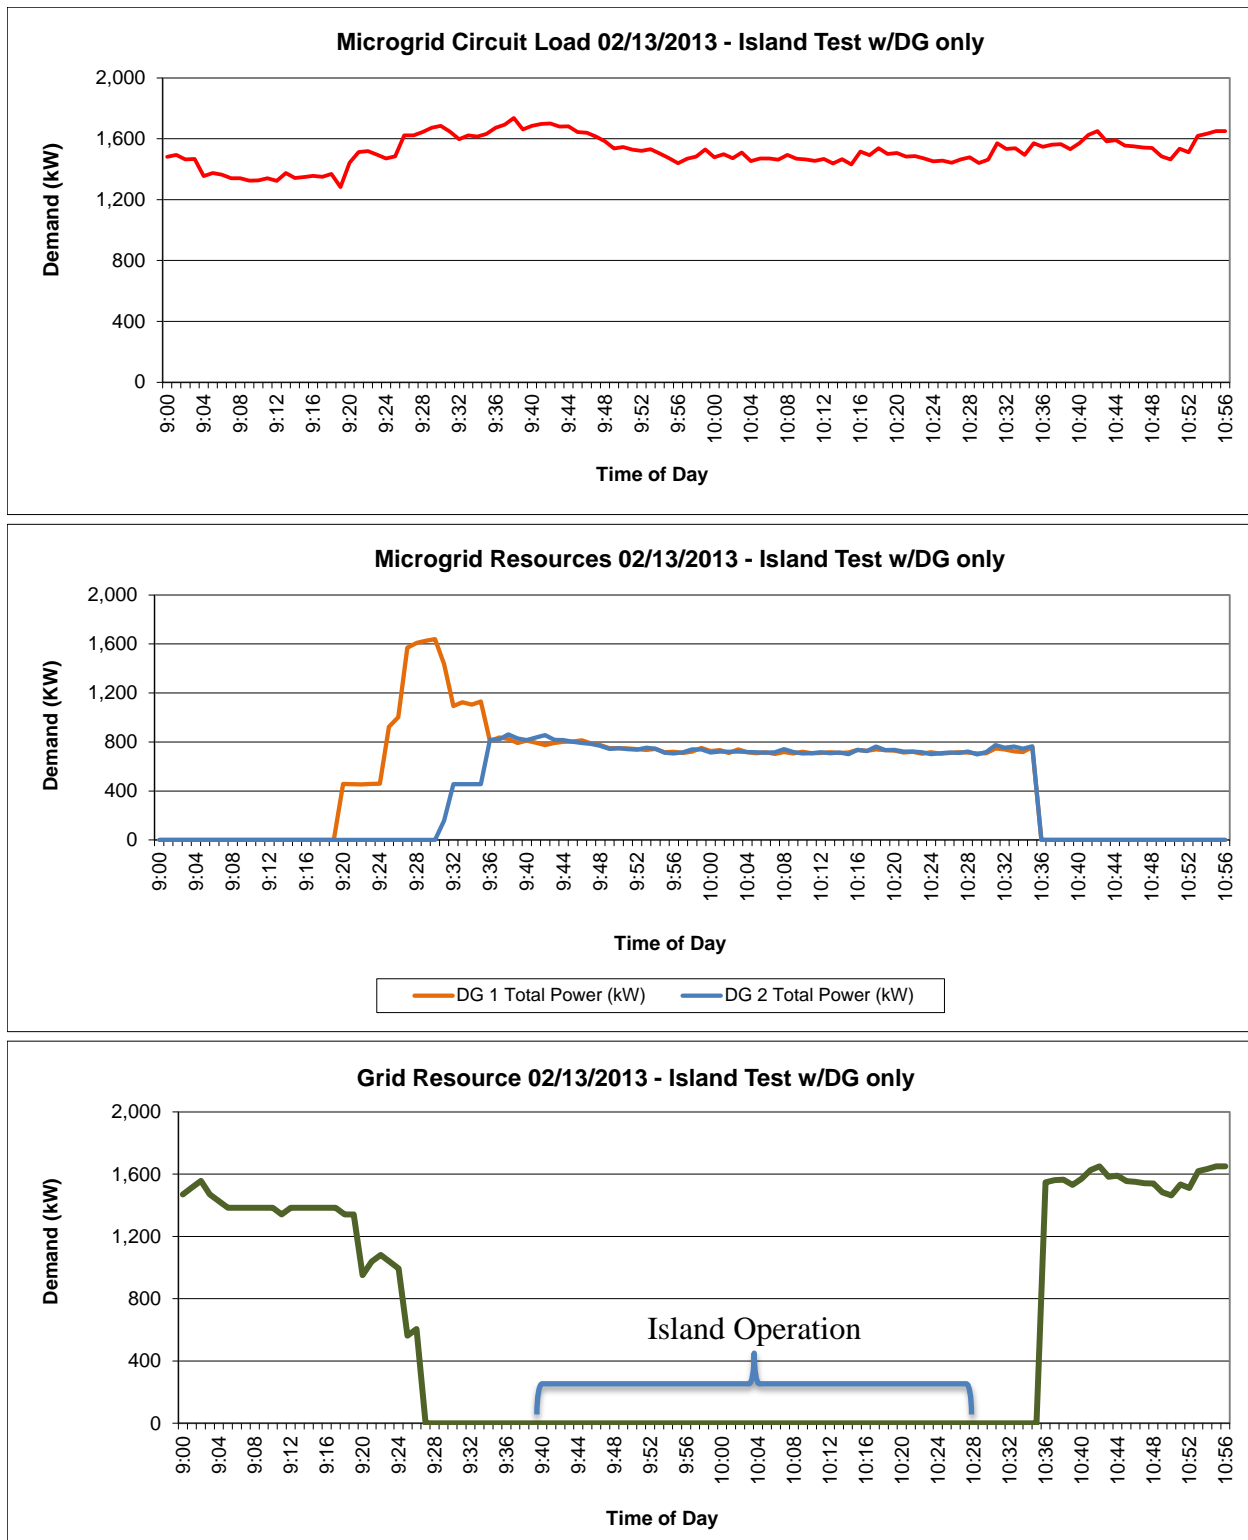 Microgrid Circuit Load 02/13/2013 - Island Test w/DG only
Demand (kW)
2,000
1,600
1,200
800
400
0
9:00 9:04 9:08 9:12 9:16 9:20 9:24 9:28 9:32 9:36 9:40 9:44 9:48 9:52 9:56 10:00 10:04 10:08 10:12 10:16 10:20 10:24 10:28 10:32 10:36 10:40 10:44 10:48 10:52 10:56
Time of Day
Microgrid Resources 02/13/2013 - Island Test w/DG only
Demand (KW)
2,000
1,600
1,200
800
400
0
9:00 9:04 9:08 9:12 9:16 9:20 9:24 9:28 9:32 9:36 9:40 9:44 9:48 9:52 9:56 10:00 10:04 10:08 10:12 10:16 10:20 10:24 10:28 10:32 10:36 10:40 10:44 10:48 10:52 10:56
Time of Day
DG 1 Total Power (kW) DG 2 Total Power (kW)
Grid Resource 02/13/2013 - Island Test w/DG only
Demand (kW)
2,000
1,600
1,200
800
400
0
Island Operation
9:00 9:04 9:08 9:12 9:16 9:20 9:24 9:28 9:32 9:36 9:40 9:44 9:48 9:52 9:56 10:00 10:04 10:08 10:12 10:16 10:20 10:24 10:28 10:32 10:36 10:40 10:44 10:48 10:52 10:56
Time of Day